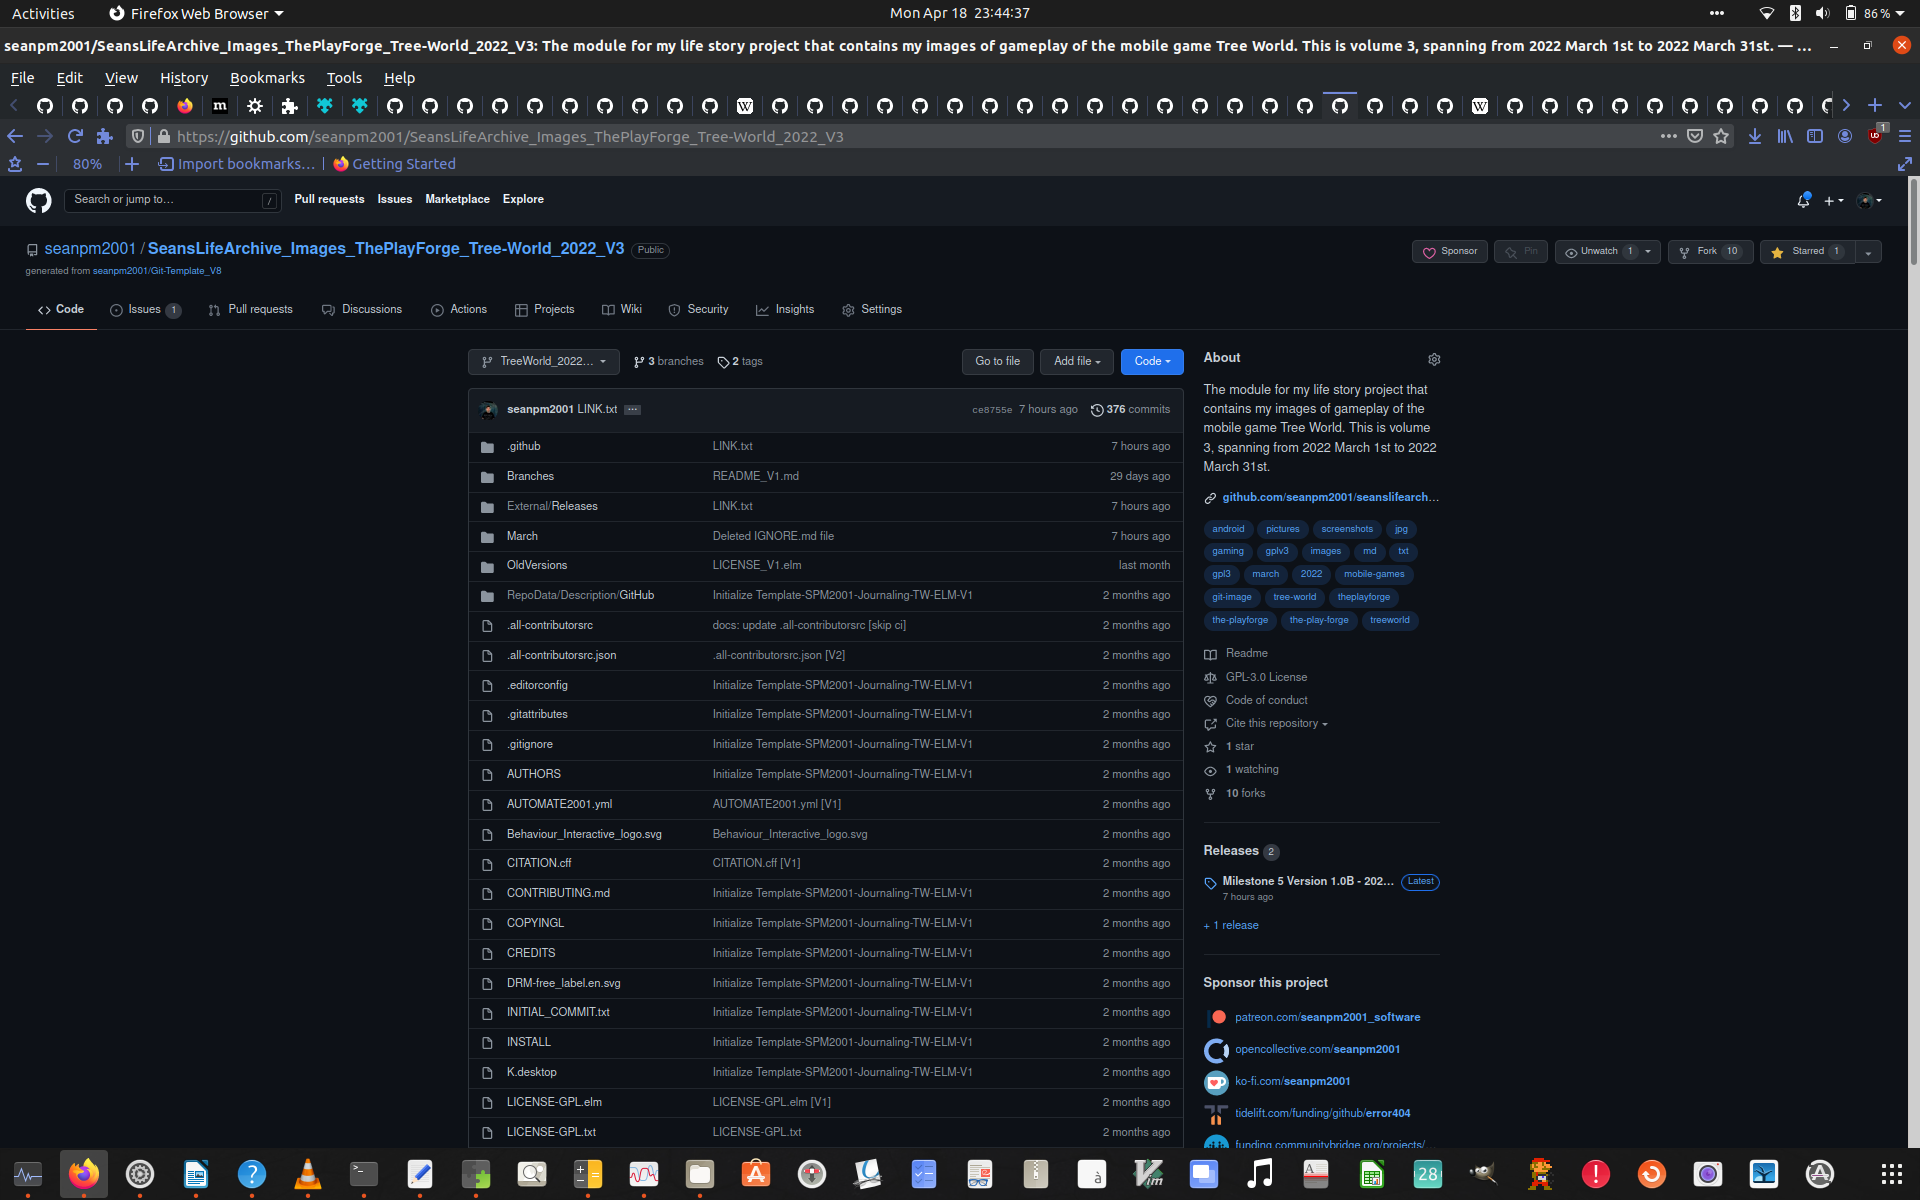 Activities
Firefox Web Browser
Mon Apr 18 23:44:37
86 %
seanpm2001/SeansLifeArchive_Images_ThePlayForge_Tree-World_2022_V3: The module for my life story project that contains my images of gameplay of the mobile game Tree World. This is volume 3, spanning from 2022 March 1st to 2022 March 31st. — …
File Edit View History Bookmarks Tools Help
https://github.com/seanpm2001/SeansLifeArchive_Images_ThePlayForge_Tree-World_2022_V3
1
80%
Import bookmarks…
Getting Started
Search or jump to…
/
Pull requests Issues Marketplace Explore
seanpm2001 / SeansLifeArchive_Images_ThePlayForge_Tree-World_2022_V3 Public
Sponsor
Pin
Unwatch 1
Fork 10
Starred 1
generated from seanpm2001/Git-Template_V8
Code
Issues 1
Pull requests
Discussions
Actions
Projects
Wiki
Security
Insights
Settings
TreeWorld_2022…
3 branches
2 tags
Go to file
Add file
Code
seanpm2001 LINK.txt ce8755e 7 hours ago 376 commits
.github LINK.txt 7 hours ago
Branches README_V1.md 29 days ago
External/Releases LINK.txt 7 hours ago
March Deleted IGNORE.md file 7 hours ago
OldVersions LICENSE_V1.elm last month
RepoData/Description/GitHub Initialize Template-SPM2001-Journaling-TW-ELM-V1 2 months ago
.all-contributorsrc docs: update .all-contributorsrc [skip ci] 2 months ago
.all-contributorsrc.json .all-contributorsrc.json [V2] 2 months ago
.editorconfig Initialize Template-SPM2001-Journaling-TW-ELM-V1 2 months ago
.gitattributes Initialize Template-SPM2001-Journaling-TW-ELM-V1 2 months ago
.gitignore Initialize Template-SPM2001-Journaling-TW-ELM-V1 2 months ago
AUTHORS Initialize Template-SPM2001-Journaling-TW-ELM-V1 2 months ago
AUTOMATE2001.yml AUTOMATE2001.yml [V1] 2 months ago
Behaviour_Interactive_logo.svg Behaviour_Interactive_logo.svg 2 months ago
CITATION.cff CITATION.cff [V1] 2 months ago
CONTRIBUTING.md Initialize Template-SPM2001-Journaling-TW-ELM-V1 2 months ago
COPYINGL Initialize Template-SPM2001-Journaling-TW-ELM-V1 2 months ago
CREDITS Initialize Template-SPM2001-Journaling-TW-ELM-V1 2 months ago
DRM-free_label.en.svg Initialize Template-SPM2001-Journaling-TW-ELM-V1 2 months ago
INITIAL_COMMIT.txt Initialize Template-SPM2001-Journaling-TW-ELM-V1 2 months ago
INSTALL Initialize Template-SPM2001-Journaling-TW-ELM-V1 2 months ago
K.desktop Initialize Template-SPM2001-Journaling-TW-ELM-V1 2 months ago
LICENSE-GPL.elm LICENSE-GPL.elm [V1] 2 months ago
LICENSE-GPL.txt LICENSE-GPL.txt 2 months ago
About
The module for my life story project that
contains my images of gameplay of the
mobile game Tree World. This is volume
3, spanning from 2022 March 1st to 2022
March 31st.
github.com/seanpm2001/seanslifearch…
android pictures screenshots jpg
gaming gplv3 images md txt
gpl3 march 2022 mobile-games
git-image tree-world theplayforge
the-playforge the-play-forge treeworld
Readme
GPL-3.0 License
Code of conduct
Cite this repository
1 star
1 watching
10 forks
Releases 2
Milestone 5 Version 1.0B - 202… Latest
7 hours ago
+ 1 release
Sponsor this project
patreon.com/seanpm2001_software
opencollective.com/seanpm2001
ko-fi.com/seanpm2001
tidelift.com/funding/github/error404
funding.communitybridge.org/projects/…
28